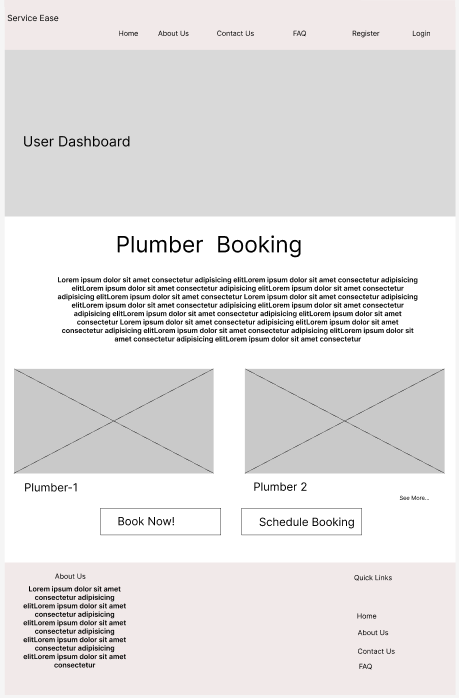 Service Ease
Home About Us Contact Us FAQ Register Login
User Dashboard
Plumber Booking
Lorem ipsum dolor sit amet consectetur adipisicing elitLorem ipsum dolor sit amet consectetur adipisicing
elitLorem ipsum dolor sit amet consectetur adipisicing elitLorem ipsum dolor sit amet consectetur
adipisicing elitLorem ipsum dolor sit amet consectetur Lorem ipsum dolor sit amet consectetur adipisicing
elitLorem ipsum dolor sit amet consectetur adipisicing elitLorem ipsum dolor sit amet consectetur
adipisicing elitLorem ipsum dolor sit amet consectetur adipisicing elitLorem ipsum dolor sit amet
consectetur Lorem ipsum dolor sit amet consectetur adipisicing elitLorem ipsum dolor sit amet
consectetur adipisicing elitLorem ipsum dolor sit amet consectetur adipisicing elitLorem ipsum dolor sit
amet consectetur adipisicing elitLorem ipsum dolor sit amet consectetur
Plumber-1
Plumber 2
See More...
Book Now!
Schedule Booking
About Us
Lorem ipsum dolor sit amet
consectetur adipisicing
elitLorem ipsum dolor sit amet
consectetur adipisicing
elitLorem ipsum dolor sit amet
consectetur adipisicing
elitLorem ipsum dolor sit amet
consectetur adipisicing
elitLorem ipsum dolor sit amet
consectetur
Quick Links
Home
About Us
Contact Us
FAQ